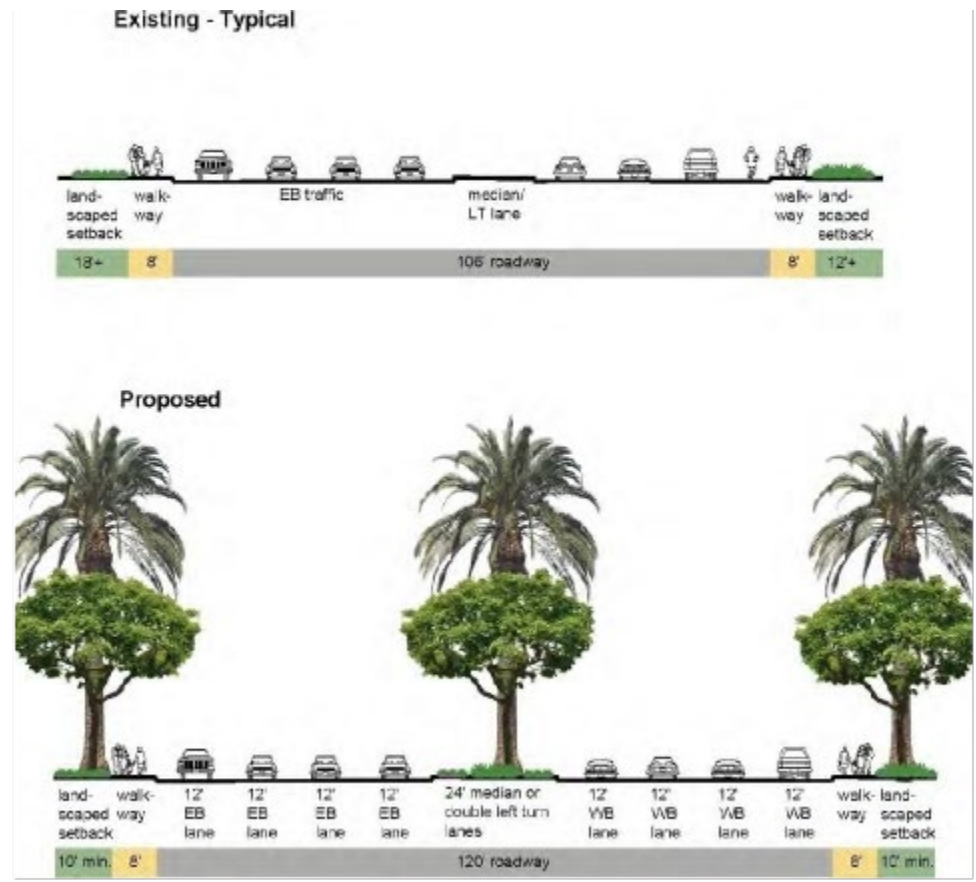 Existing - Typical
land- walk- EB traffic median/ walk- land-
scaped way LT lane way scaped
setback setback
18'+ 8' 106' roadway 8' 12'+
Proposed
land- walk- 12' 12' 12' 12' 24' median or 12' 12' 12' 12' walk- land-
scaped way EB EB EB EB double left turn WB WB WB WB way scaped
setback lane lane lane lane lanes lane lane lane lane setback
10' min. 8' 120' roadway 8' 10' min.